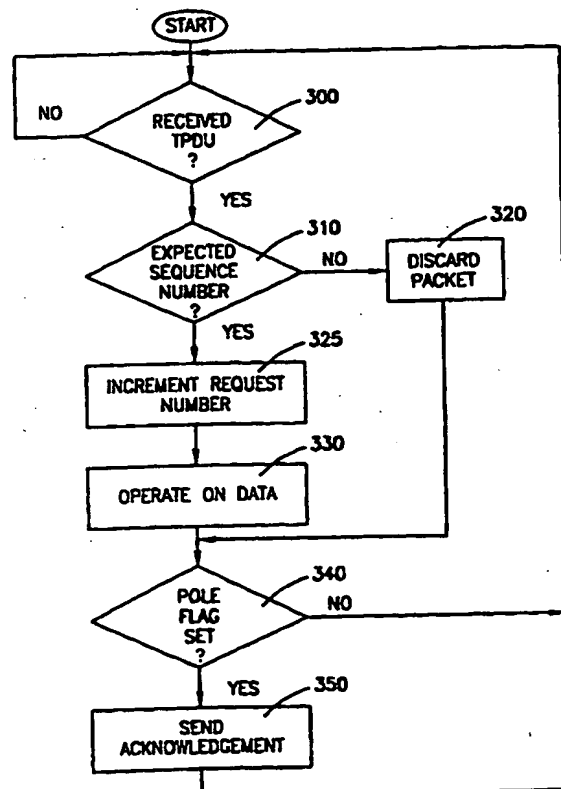 START
300
NO
RECEIVED
TPDU
?
YES
310
320
EXPECTED
SEQUENCE
NUMBER
?
NO
DISCARD
PACKET
YES
325
INCREMENT REQUEST
NUMBER
330
OPERATE ON DATA
340
POLE
FLAG
SET
?
NO
YES
350
SEND
ACKNOWLEDGEMENT